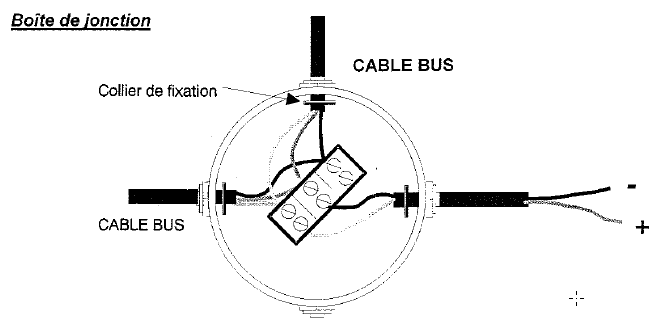 Boîte de jonction
CABLE BUS
Collier de fixation
CABLE BUS
-
+